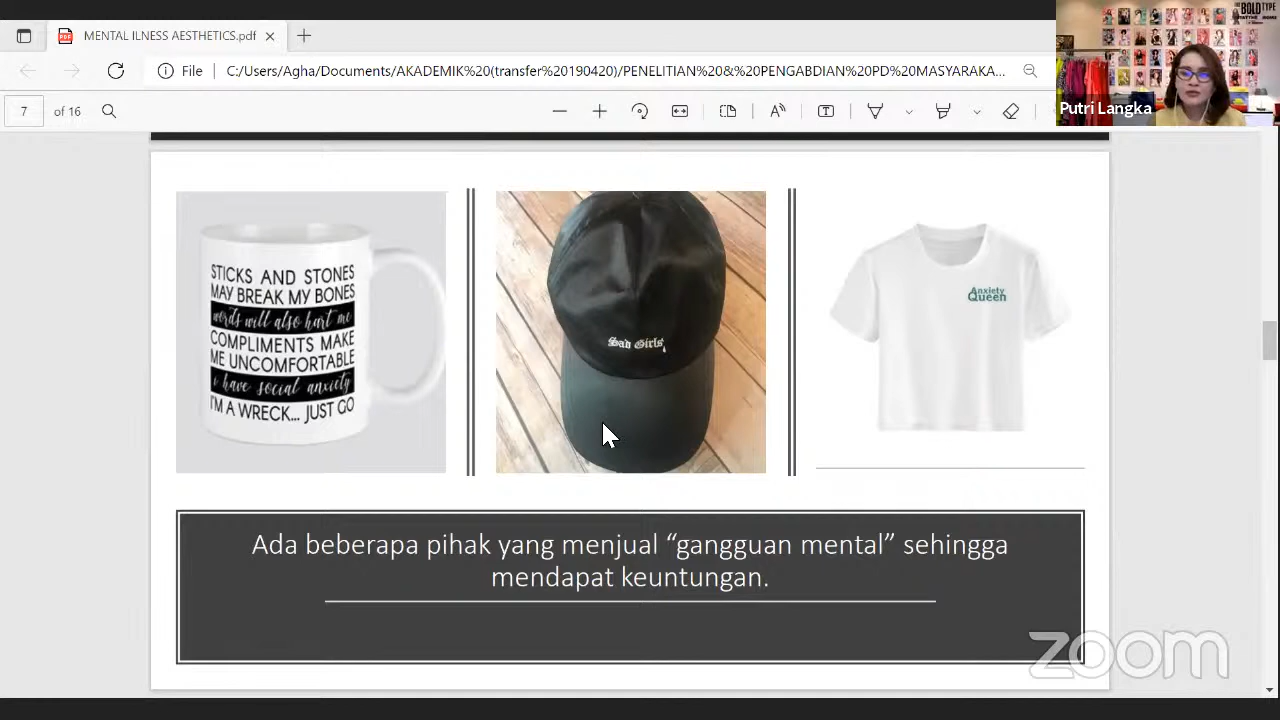 MENTAL ILNESS AESTHETICS.pdf
File
C:/Users/Agha/Documents/AKADEMIK%20(transfer%20190420)/PENELITIAN%20&%20PENGABDIAN%20PD%20MASYARAKA...
7
of 16
THE BOLD TYPE
Putri Langka
STICKS AND STONES
MAY BREAK MY BONES
words will also hurt me
COMPLIMENTS MAKE
ME UNCOMFORTABLE
i have social anxiety
I'M A WRECK... JUST GO
Sad Girls
Anxiety
Queen
Ada beberapa pihak yang menjual “gangguan mental” sehingga
mendapat keuntungan.
zoom